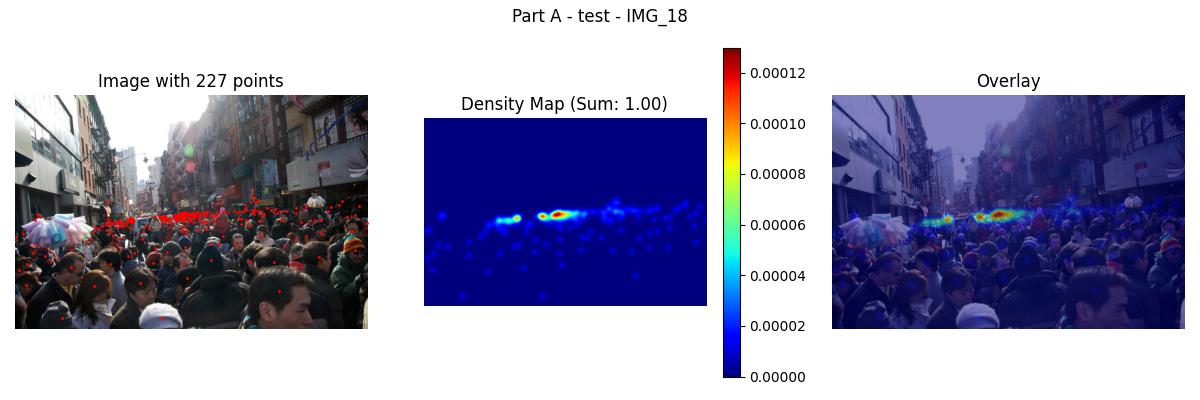 Part A - test - IMG_18
Image with 227 points
Density Map (Sum: 1.00)
Overlay
0.00012
0.00010
0.00008
0.00006
0.00004
0.00002
0.00000